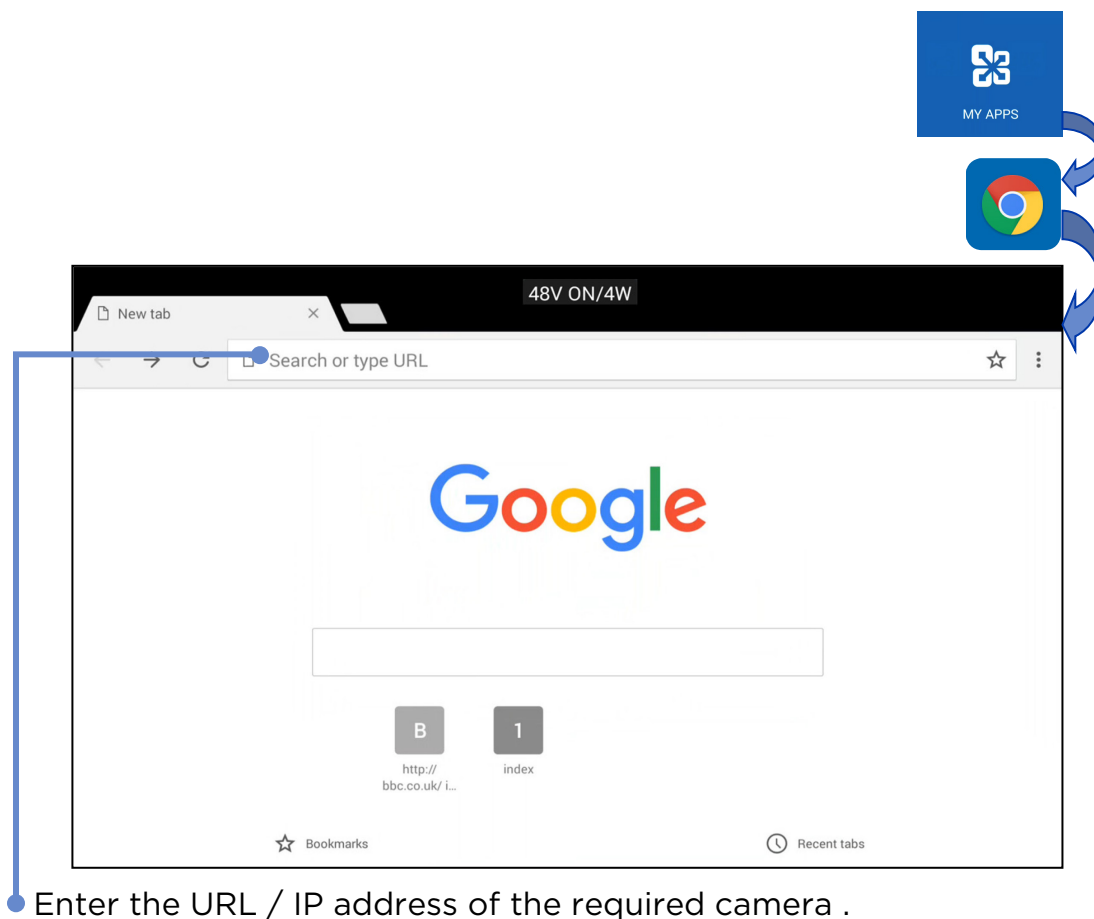 MY APPS
48V ON/4W
New tab
Search or type URL
Google
B
1
http://
bbc.co.uk/ i...
index
Bookmarks
Recent tabs
Enter the URL / IP address of the required camera .